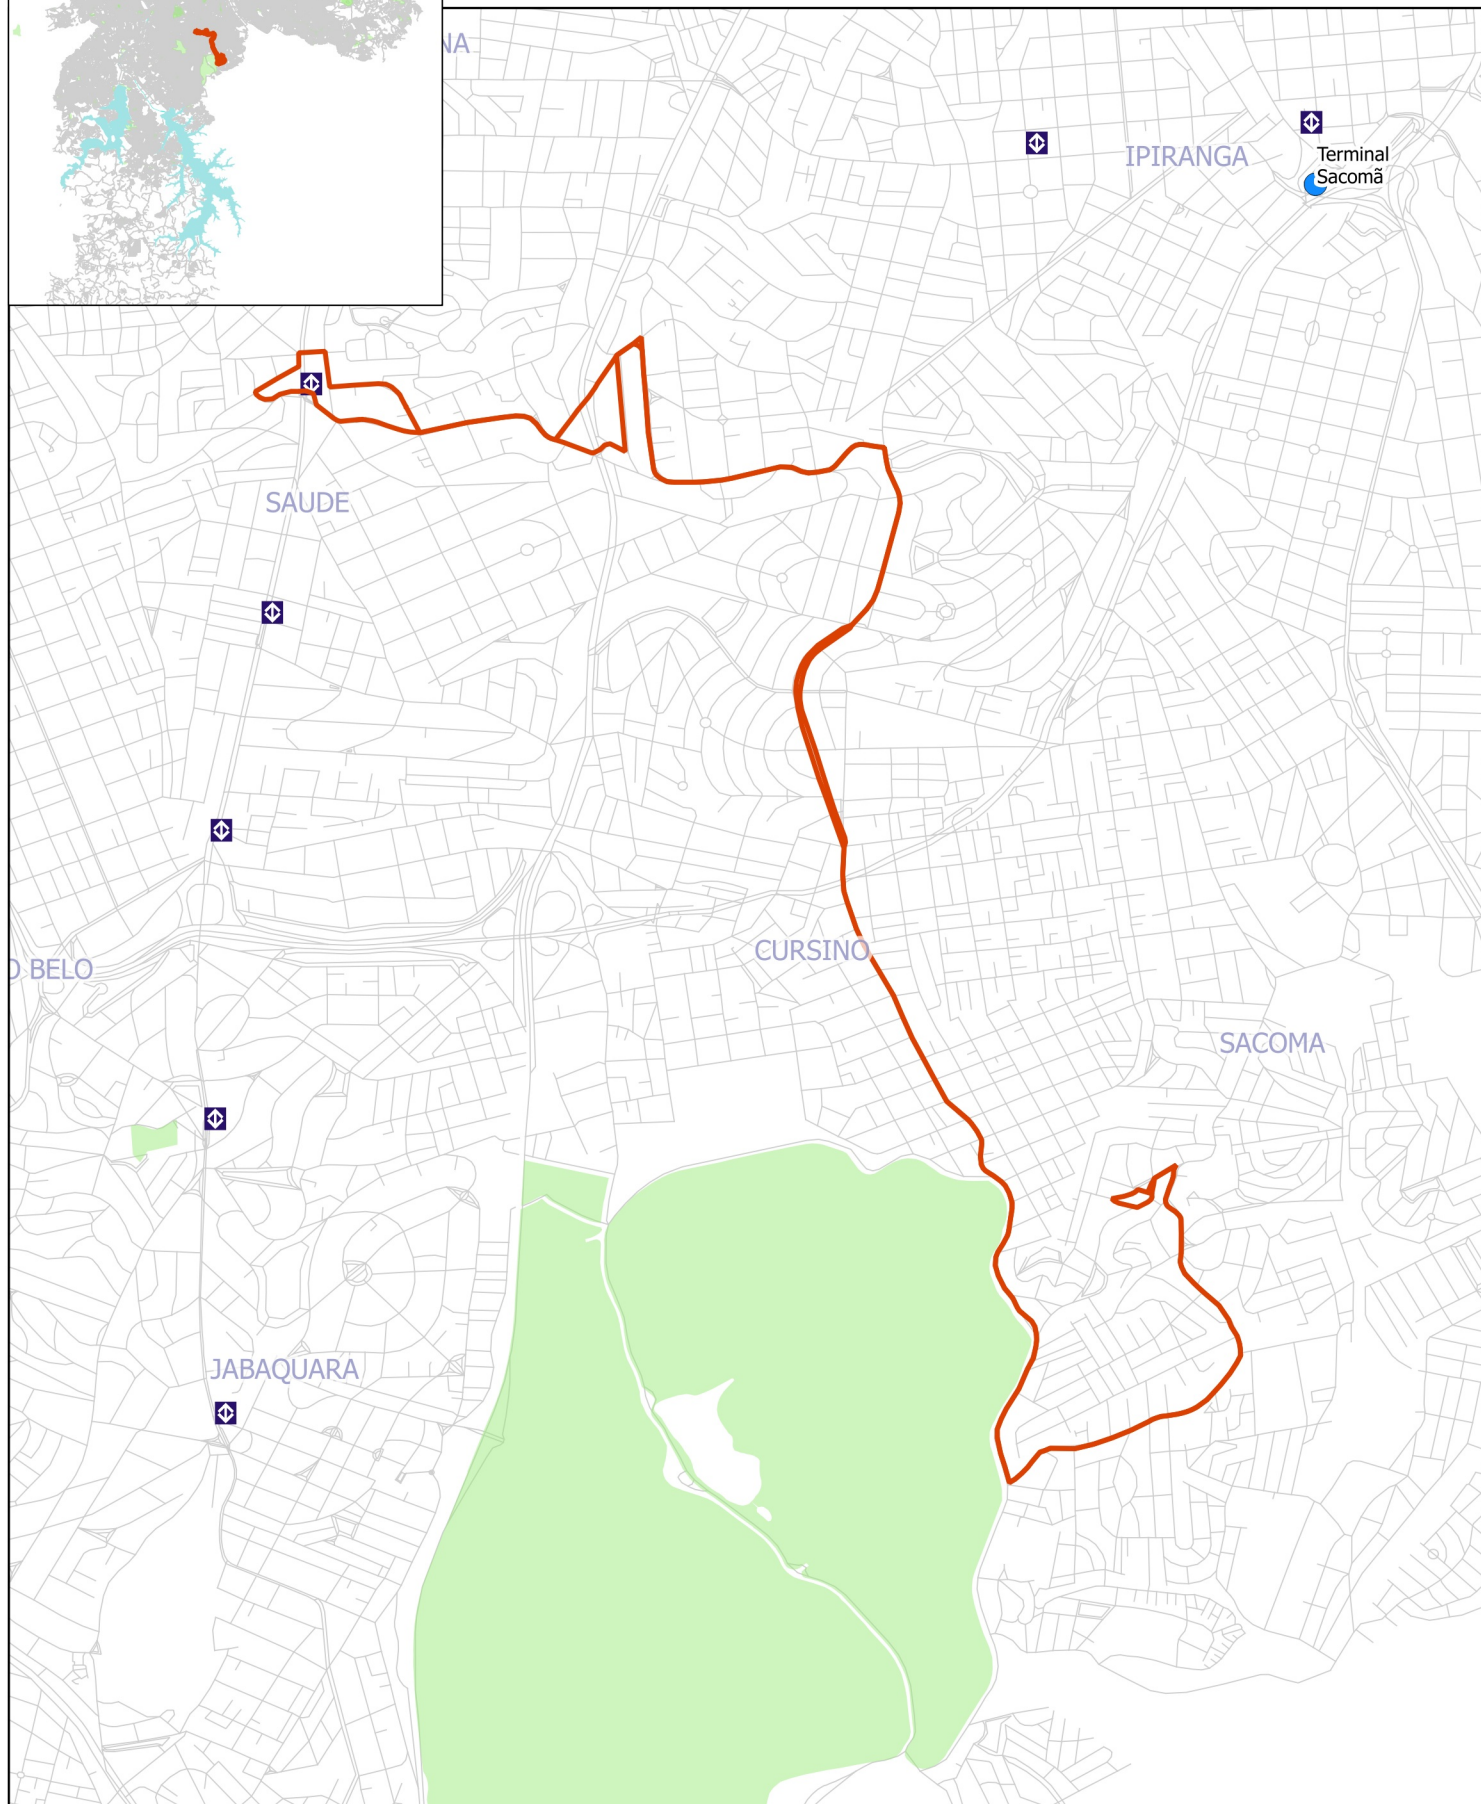 NA
IPIRANGA
Terminal
Sacomã
SAUDE
CURSINO
O BELO
SACOMA
JABAQUARA